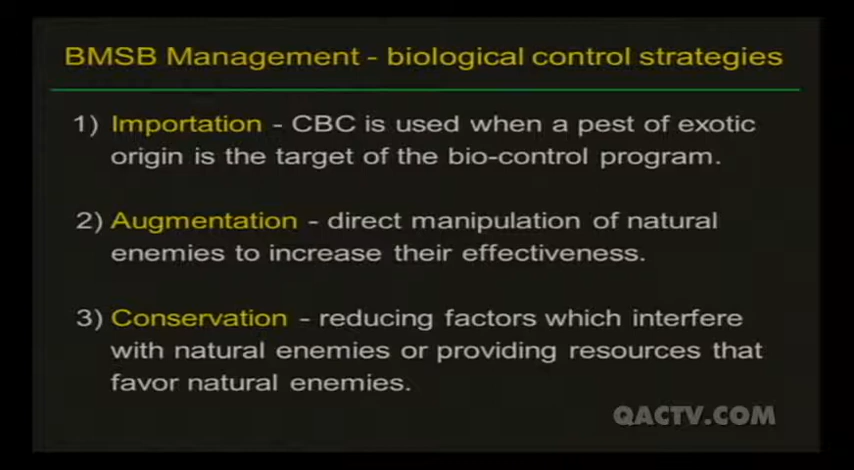 BMSB Management - biological control strategies
1) Importation - CBC is used when a pest of exotic
origin is the target of the bio-control program.
2) Augmentation - direct manipulation of natural
enemies to increase their effectiveness.
3) Conservation - reducing factors which interfere
with natural enemies or providing resources that
favor natural enemies.
QACTV.COM